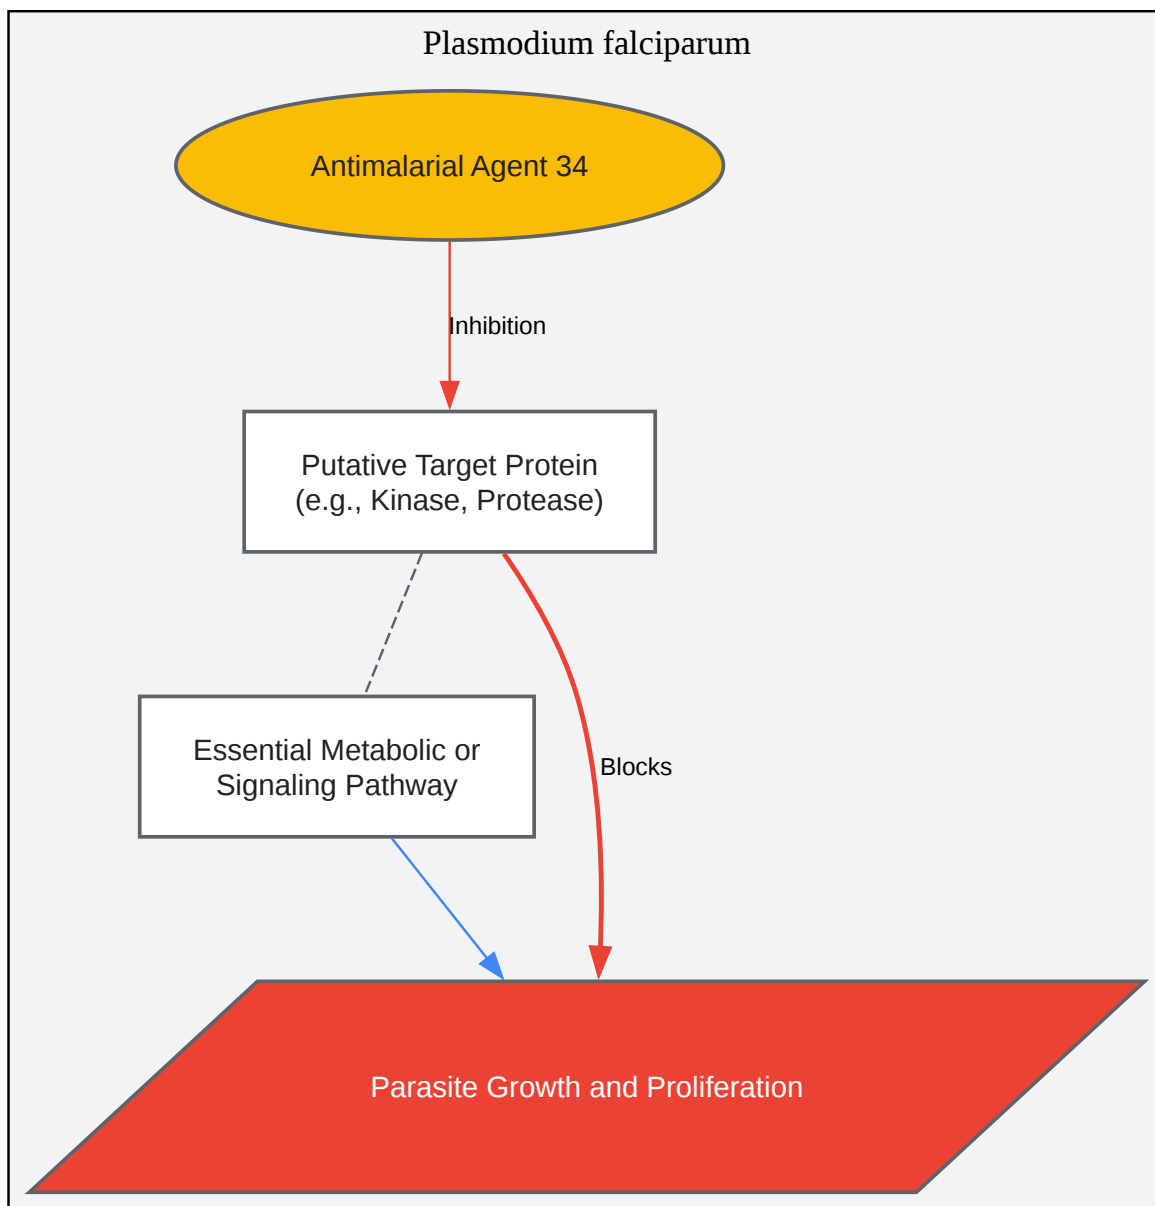 Plasmodium falciparum
Antimalarial Agent 34
Inhibition
Putative Target Protein
(e.g., Kinase, Protease)
Essential Metabolic or
Signaling Pathway
Blocks
Parasite Growth and Proliferation